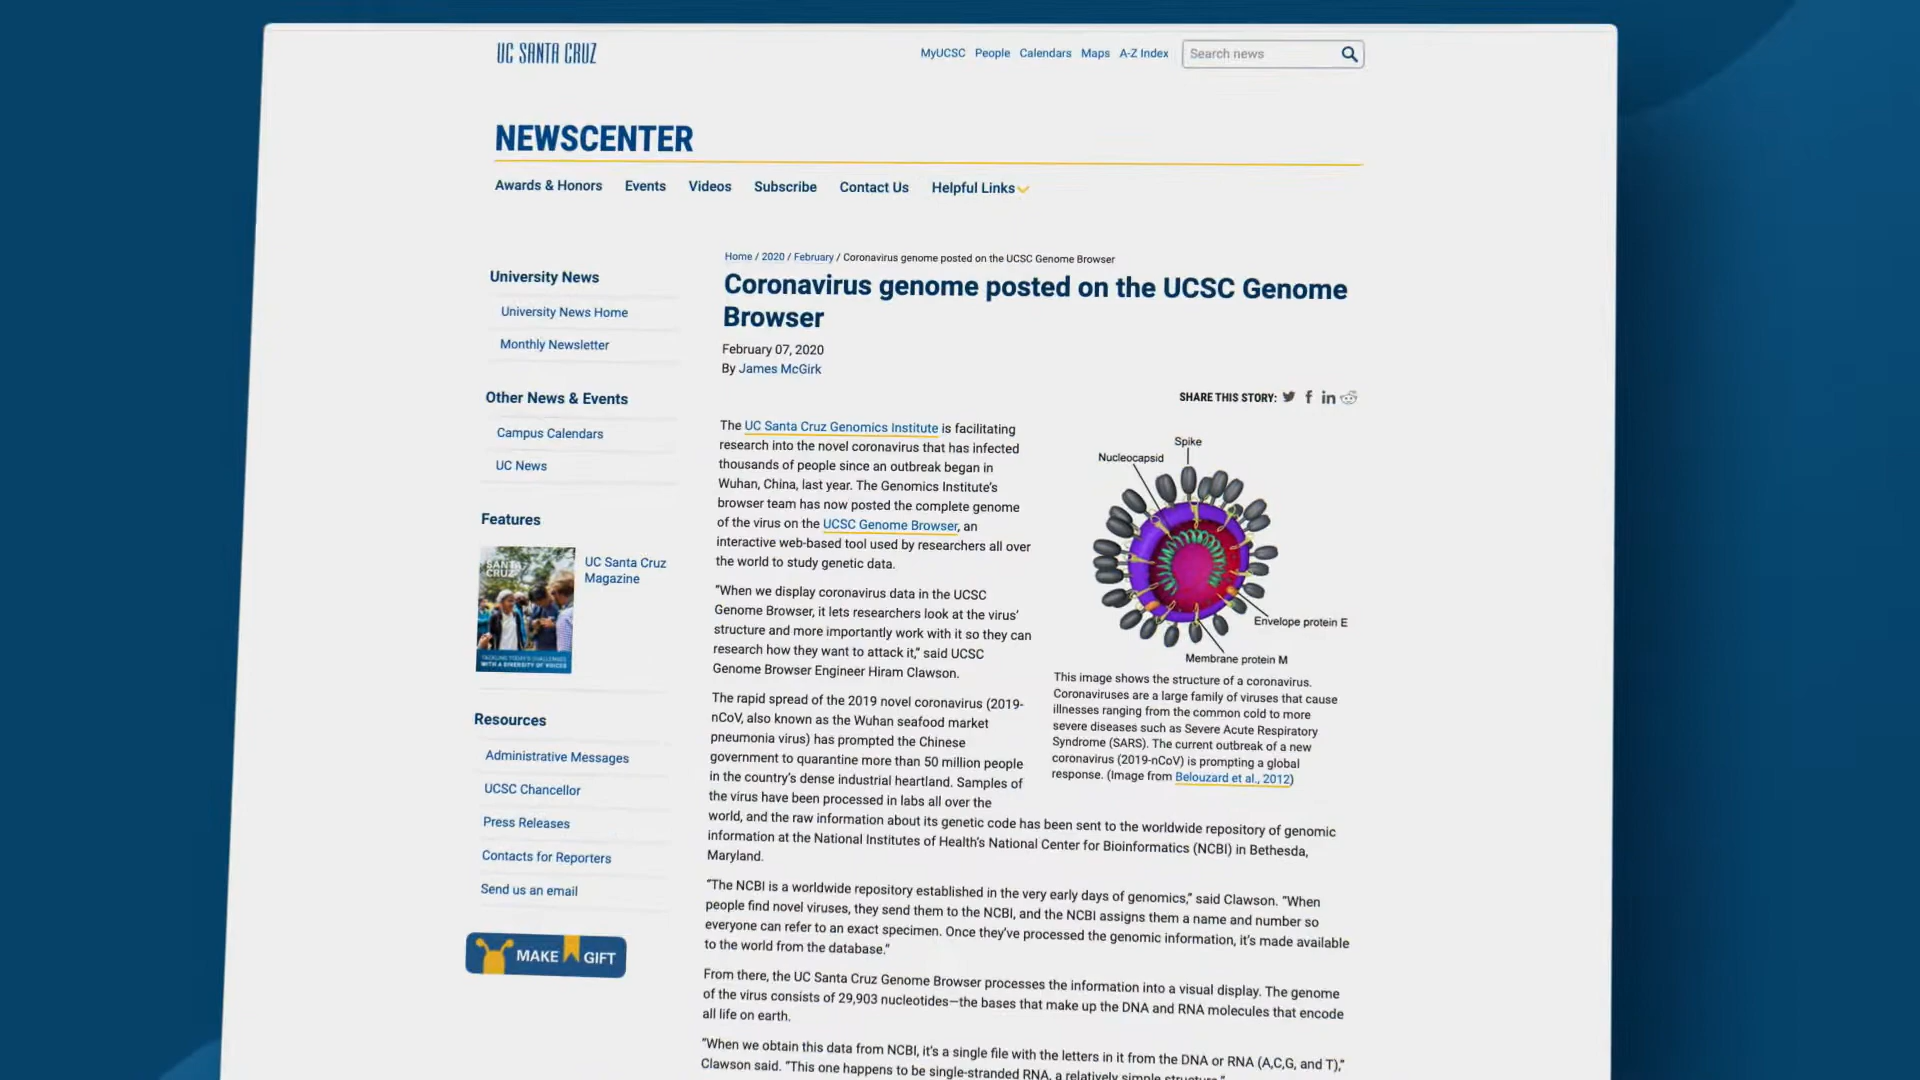 UC SANTA CRUZ
MyUCSC People Calendars Maps A-Z Index
Search news
NEWSCENTER
Awards & Honors Events Videos Subscribe Contact Us Helpful Links
University News
University News Home
Monthly Newsletter
Other News & Events
Campus Calendars
UC News
Features
SANTA
CRUZ
TACKLING TODAY'S CHALLENGES
WITH A DIVERSITY OF VOICES
UC Santa Cruz
Magazine
Resources
Administrative Messages
UCSC Chancellor
Press Releases
Contacts for Reporters
Send us an email
MAKE A GIFT
Home / 2020 / February / Coronavirus genome posted on the UCSC Genome Browser
Coronavirus genome posted on the UCSC Genome
Browser
February 07, 2020
By James McGirk
SHARE THIS STORY:
The UC Santa Cruz Genomics Institute is facilitating
research into the novel coronavirus that has infected
thousands of people since an outbreak began in
Wuhan, China, last year. The Genomics Institute's
browser team has now posted the complete genome
of the virus on the UCSC Genome Browser, an
interactive web-based tool used by researchers all over
the world to study genetic data.
"When we display coronavirus data in the UCSC
Genome Browser, it lets researchers look at the virus'
structure and more importantly work with it so they can
research how they want to attack it," said UCSC
Genome Browser Engineer Hiram Clawson.
Spike
Nucleocapsid
Envelope protein E
Membrane protein M
This image shows the structure of a coronavirus.
Coronaviruses are a large family of viruses that cause
illnesses ranging from the common cold to more
severe diseases such as Severe Acute Respiratory
Syndrome (SARS). The current outbreak of a new
coronavirus (2019-nCoV) is prompting a global
response. (Image from Belouzard et al., 2012)
The rapid spread of the 2019 novel coronavirus (2019-
nCoV, also known as the Wuhan seafood market
pneumonia virus) has prompted the Chinese
government to quarantine more than 50 million people
in the country's dense industrial heartland. Samples of
the virus have been processed in labs all over the
world, and the raw information about its genetic code has been sent to the worldwide repository of genomic
information at the National Institutes of Health's National Center for Bioinformatics (NCBI) in Bethesda,
Maryland.
"The NCBI is a worldwide repository established in the very early days of genomics," said Clawson. "When
people find novel viruses, they send them to the NCBI, and the NCBI assigns them a name and number so
everyone can refer to an exact specimen. Once they've processed the genomic information, it's made available
to the world from the database."
From there, the UC Santa Cruz Genome Browser processes the information into a visual display. The genome
of the virus consists of 29,903 nucleotides—the bases that make up the DNA and RNA molecules that encode
all life on earth.
"When we obtain this data from NCBI, it's a single file with the letters in it from the DNA or RNA (A,C,G, and T),"
Clawson said. "This one happens to be single-stranded RNA, a relatively simple structure."